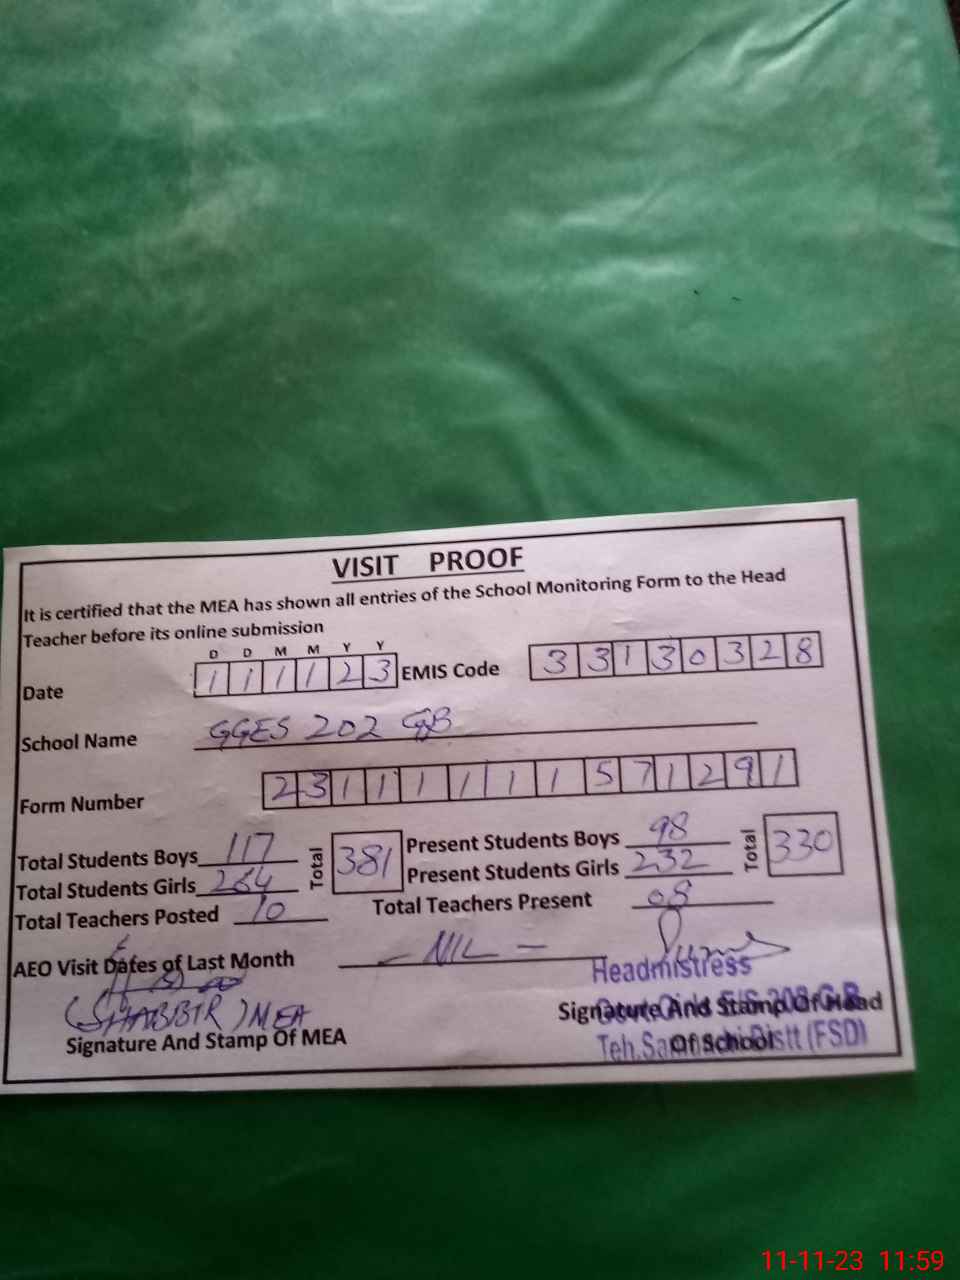 VISIT PROOF
It is certified that the MEA has shown all entries of the School Monitoring Form to the Head
Teacher before its online submission
D D M M Y Y
Date 1 1 1 1 2 3 EMIS Code 3 3 1 3 0 3 2 8
School Name GGES 202 GB
Form Number 2 3 1 1 1 1 1 1 5 7 1 2 9 1
Total Students Boys 117 Total 381 Present Students Boys 98 Total 330
Total Students Girls 264 Present Students Girls 232
Total Teachers Posted 10 Total Teachers Present 08
AEO Visit Dates of Last Month - NIL -
Headmistress
(SHABBIR) MEA
Signature And Stamp Of Head
Signature And Stamp Of MEA
Of School
Teh. Distt (FSD)
11-11-23 11:59